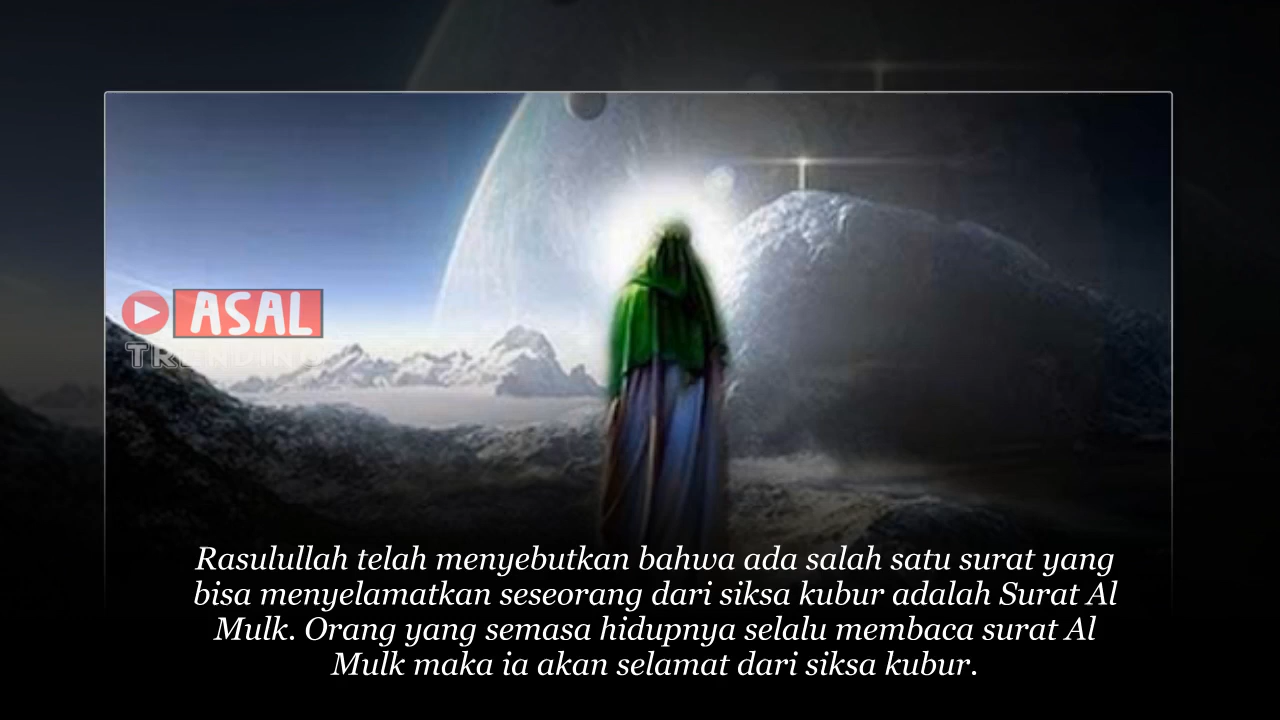 ASAL
TRENDING
Rasulullah telah menyebutkan bahwa ada salah satu surat yang
bisa menyelamatkan seseorang dari siksa kubur adalah Surat Al
Mulk. Orang yang semasa hidupnya selalu membaca surat Al
Mulk maka ia akan selamat dari siksa kubur.